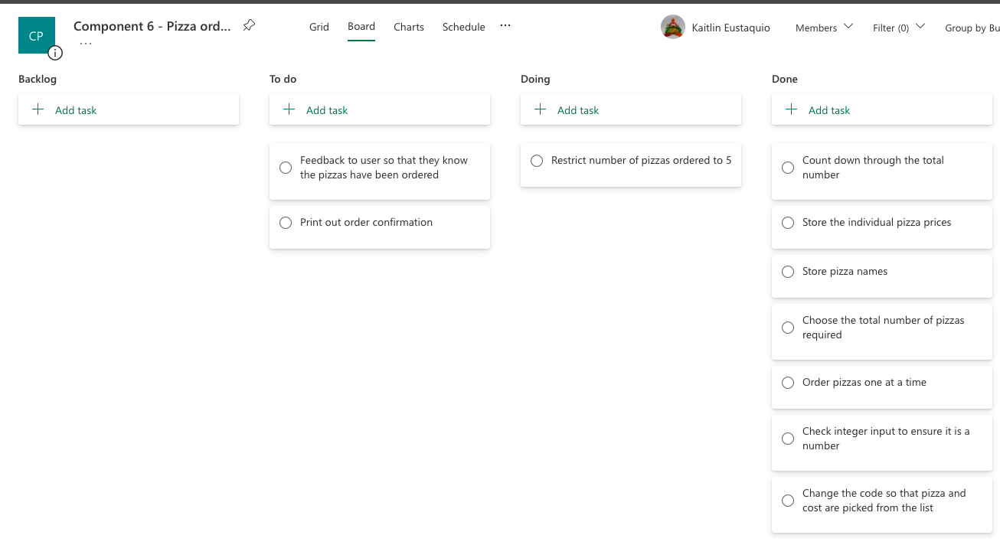 CP
Component 6 - Pizza ord...
Grid
Board
Charts
Schedule
Kaitlin Eustaquio
Members
Filter (0)
Group by Bu
Backlog
Add task
To do
Add task
Feedback to user so that they know
the pizzas have been ordered
Print out order confirmation
Doing
Add task
Restrict number of pizzas ordered to 5
Done
Add task
Count down through the total
number
Store the individual pizza prices
Store pizza names
Choose the total number of pizzas
required
Order pizzas one at a time
Check integer input to ensure it is a
number
Change the code so that pizza and
cost are picked from the list